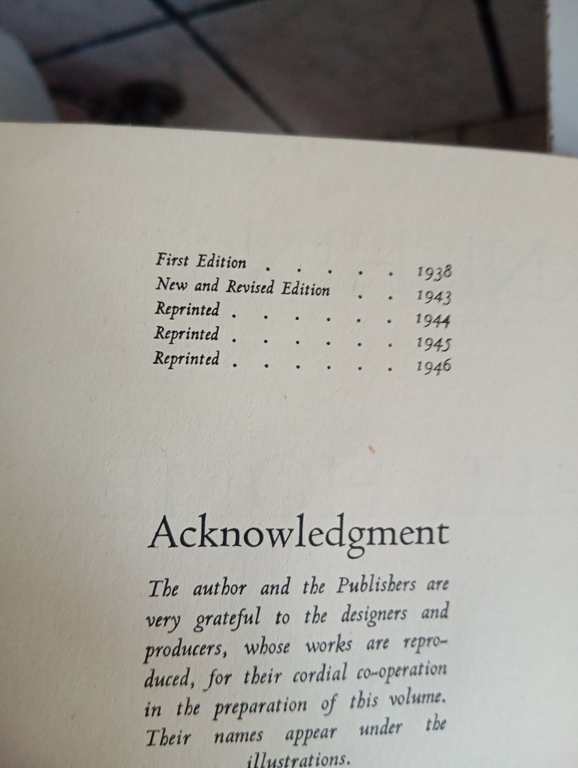 First Edition . . . . . 1938
New and Revised Edition . . 1943
Reprinted . . . . . . 1944
Reprinted . . . . . . 1945
Reprinted . . . . . . 1946
Acknowledgment
The author and the Publishers are
very grateful to the designers and
producers, whose works are repro-
duced, for their cordial co-operation
in the preparation of this volume.
Their names appear under the
illustrations.